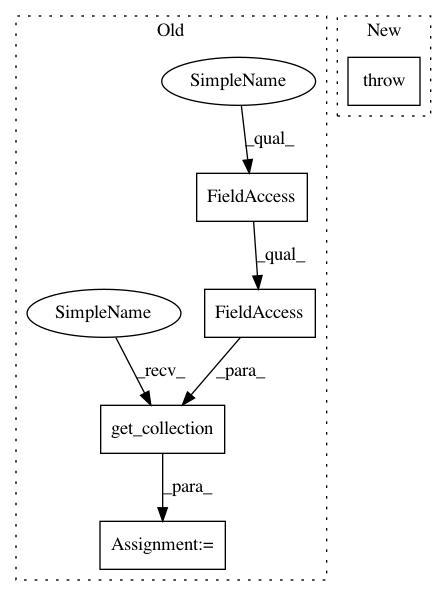 Old
New
SimpleName
throw
_qual_
FieldAccess
_qual_
SimpleName
FieldAccess
_recv_
_para_
get_collection
_para_
Assignment:=